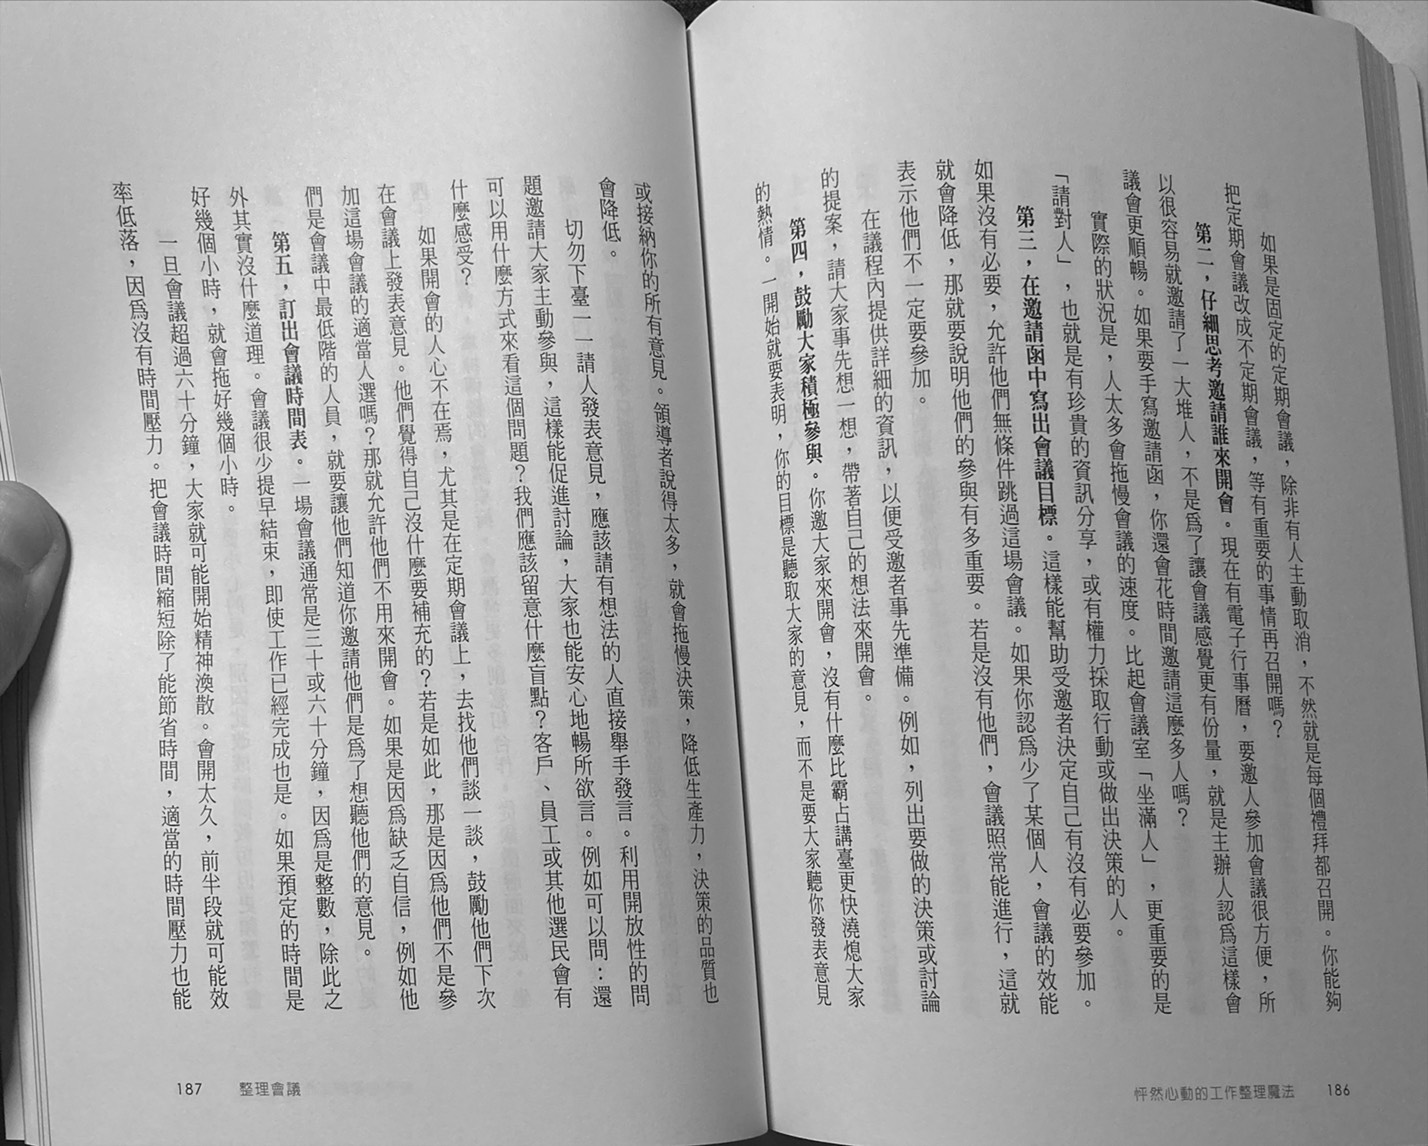 如果是固定的定期會議，除非有人主動取消，不然就是每個禮拜都召開。你能夠
把定期會議改成不定期會議，等有重要的事情再召開嗎？
第二，仔細思考邀請誰來開會。現在有電子行事曆，要邀人參加會議很方便，所
以很容易就邀請了一大堆人，不是為了讓會議感覺更有份量，就是主辦人認為這樣會
議會更順暢。如果要手寫邀請函，你還會花時間邀請這麼多人嗎？
實際的狀況是，人太多會拖慢會議的速度。比起會議室「坐滿人」，更重要的是
「請對人」，也就是有珍貴的資訊分享，或有權力採取行動或做出決策的人。
第三，在邀請函中寫出會議目標。這樣能幫助受邀者決定自己有沒有必要參加。
如果沒有必要，允許他們無條件跳過這場會議。如果你認為少了某個人，會議的效能
就會降低，那就要說明他們的參與有多重要。若是沒有他們，會議照常能進行，這就
表示他們不一定要參加。
在議程內提供詳細的資訊，以便受邀者事先準備。例如，列出要做的決策或討論
的提案，請大家事先想一想，帶著自己的想法來開會。
第四，鼓勵大家積極參與。你邀大家來開會，沒有什麼比霸占講臺更快澆熄大家
的熱情。一開始就要表明，你的目標是聽取大家的意見，而不是要大家聽你發表意見
怦然心動的工作整理魔法 186
或接納你的所有意見。領導者說得太多，就會拖慢決策，降低生產力，決策的品質也
會降低。
切勿下臺一一請人發表意見，應該請有想法的人直接舉手發言。利用開放性的問
題邀請大家主動參與，這樣能促進討論，大家也能安心地暢所欲言。例如可以問：還
可以用什麼方式來看這個問題？我們應該留意什麼盲點？客戶、員工或其他選民會有
什麼感受？
如果開會的人心不在焉，尤其是在定期會議上，去找他們談一談，鼓勵他們下次
在會議上發表意見。他們覺得自己沒什麼要補充的？若是如此，那是因為他們不是參
加這場會議的適當人選嗎？那就允許他們不用來開會。如果是因為缺乏自信，例如他
們是會議中最低階的人員，就要讓他們知道你邀請他們是為了想聽他們的意見。
第五，訂出會議時間表。一場會議通常是三十或六十分鐘，因為是整數，除此之
外其實沒什麼道理。會議很少提早結束，即使工作已經完成也是。如果預定的時間是
好幾個小時，就會拖好幾個小時。
一旦會議超過六十分鐘，大家就可能開始精神渙散。會開太久，前半段就可能效
率低落，因為沒有時間壓力。把會議時間縮短除了能節省時間，適當的時間壓力也能
187 整理會議